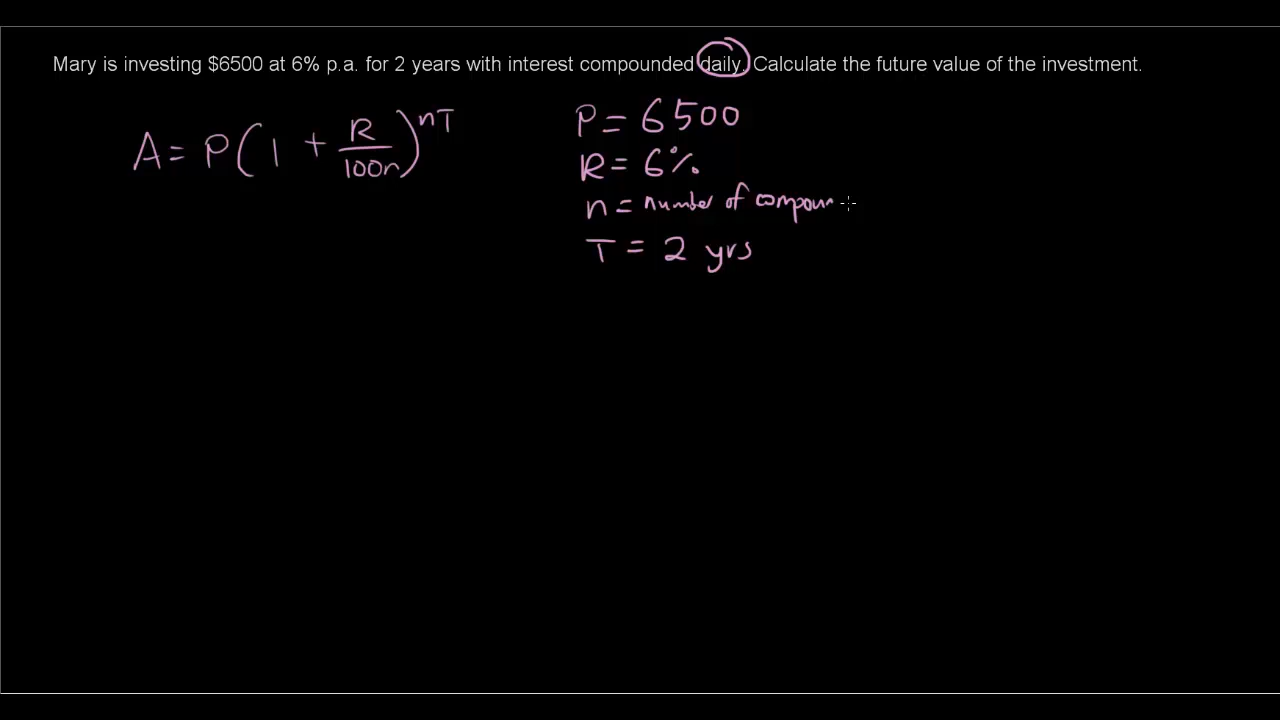 Mary is investing $6500 at 6% p.a. for 2 years with interest compounded daily. Calculate the future value of the investment.
A = P(1 + R/100n)^nT
P = 6500
R = 6%
n = number of compoun
T = 2 yrs